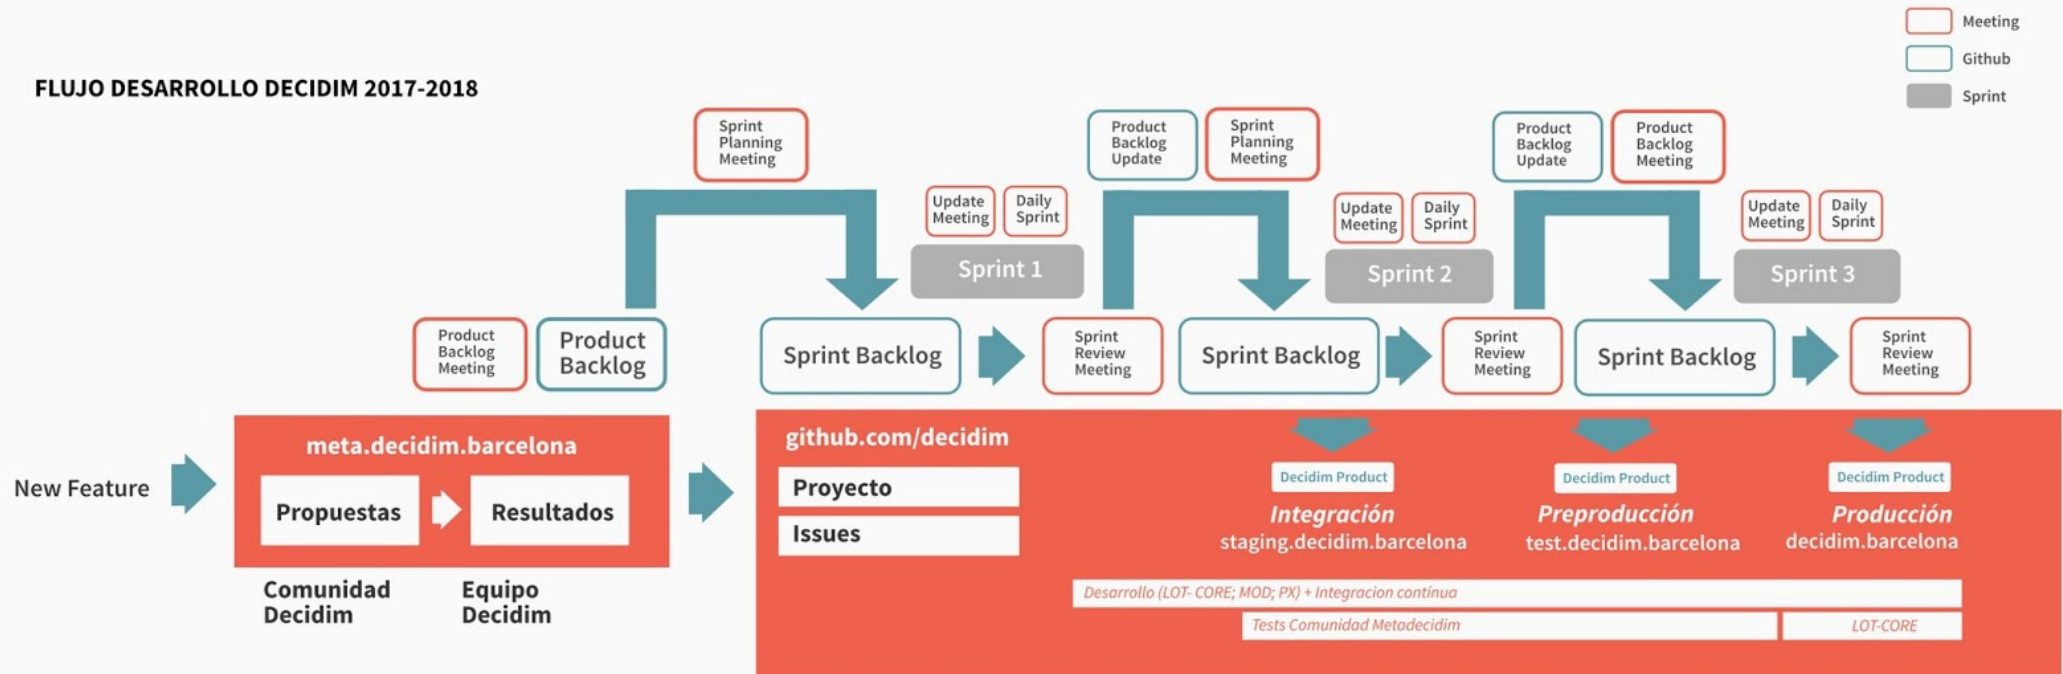 Meeting
Github
Sprint
FLUJO DESARROLLO DECIDIM 2017-2018
Sprint
Planning
Meeting
Product
Backlog
Update
Sprint
Planning
Meeting
Product
Backlog
Update
Product
Backlog
Meeting
Update
Meeting
Daily
Sprint
Sprint 1
Update
Meeting
Daily
Sprint
Sprint 2
Update
Meeting
Daily
Sprint
Sprint 3
Product
Backlog
Meeting
Product
Backlog
Sprint Backlog
Sprint
Review
Meeting
Sprint Backlog
Sprint
Review
Meeting
Sprint Backlog
Sprint
Review
Meeting
New Feature
meta.decidim.barcelona
Propuestas
Resultados
Comunidad
Decidim
Equipo
Decidim
github.com/decidim
Proyecto
Issues
Decidim Product
Integración
staging.decidim.barcelona
Decidim Product
Preproducción
test.decidim.barcelona
Decidim Product
Producción
decidim.barcelona
Desarrollo (LOT- CORE; MOD; PX) + Integracion contínua
Tests Comunidad Metadecidim
LOT-CORE